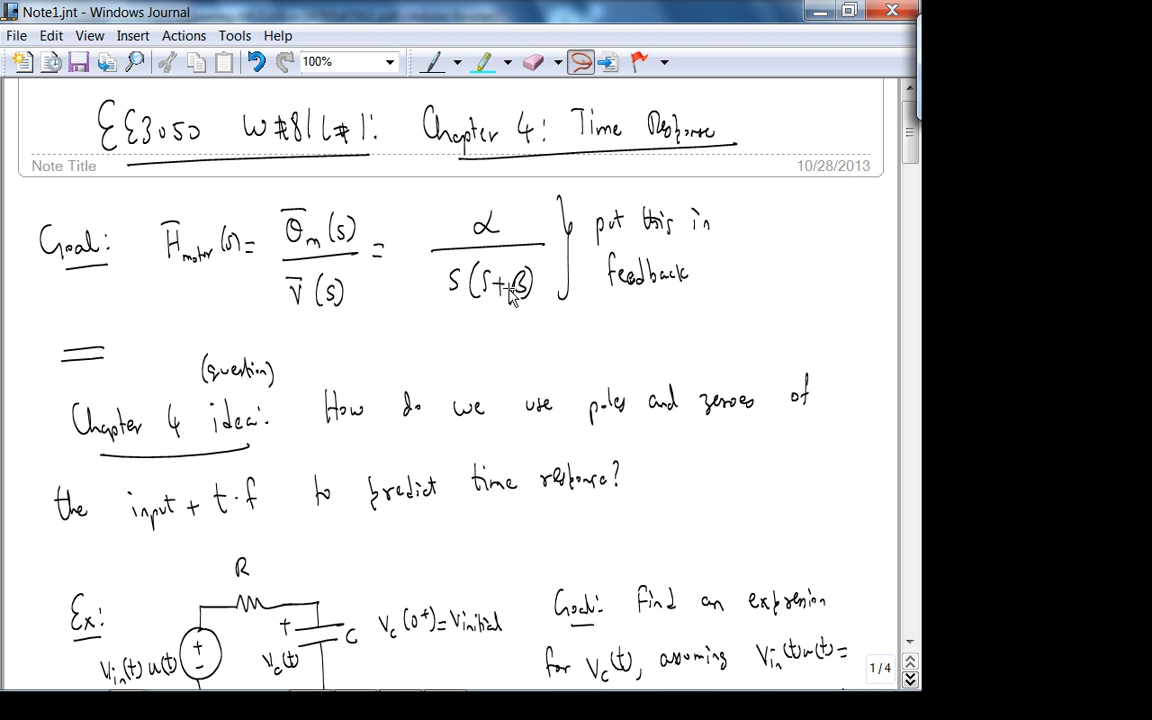 Note1.jnt - Windows Journal
File Edit View Insert Actions Tools Help
100%
EE3050 W#8 | L#1: Chapter 4: Time Response
Note Title 10/28/2013
Goal: H̅motor(s) = Θ̅m(s) / V̅(s) = α / s(s+β) } put this in feedback
(question)
Chapter 4 idea: How do we use poles and zeroes of
the input + t.f to predict time response?
R
Ex: + C Vc(0+) = Vinitial Goal: Find an expression
Vin(t) u(t) + - Vc(t) for Vc(t), assuming Vin(t)u(t) =
1/4